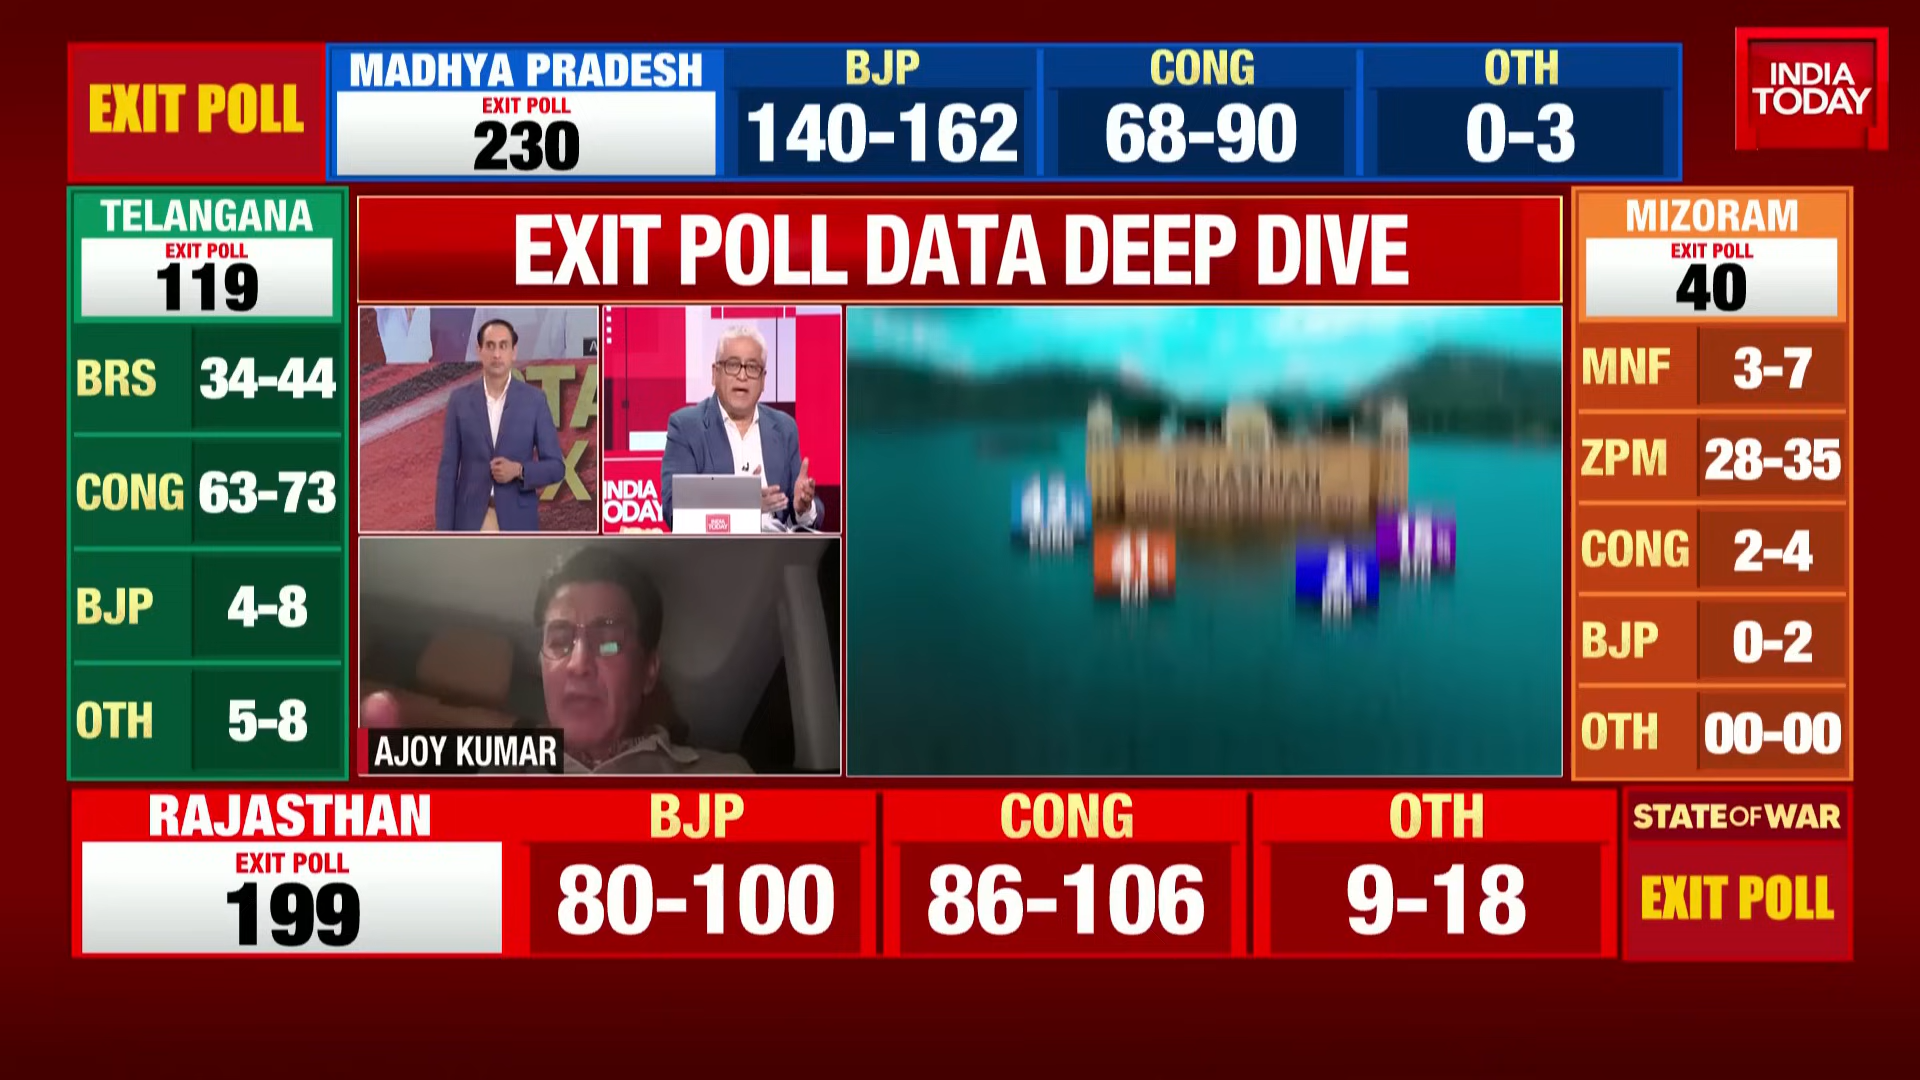 EXIT POLL
MADHYA PRADESH
EXIT POLL
230
BJP
140-162
CONG
68-90
OTH
0-3
INDIA
TODAY
TELANGANA
EXIT POLL
119
BRS 34-44
CONG 63-73
BJP 4-8
OTH 5-8
EXIT POLL DATA DEEP DIVE
INDIA
TODAY
AJOY KUMAR
RAJASTHAN
MIZORAM
EXIT POLL
40
MNF 3-7
ZPM 28-35
CONG 2-4
BJP 0-2
OTH 00-00
RAJASTHAN
EXIT POLL
199
BJP
80-100
CONG
86-106
OTH
9-18
STATE OF WAR
EXIT POLL